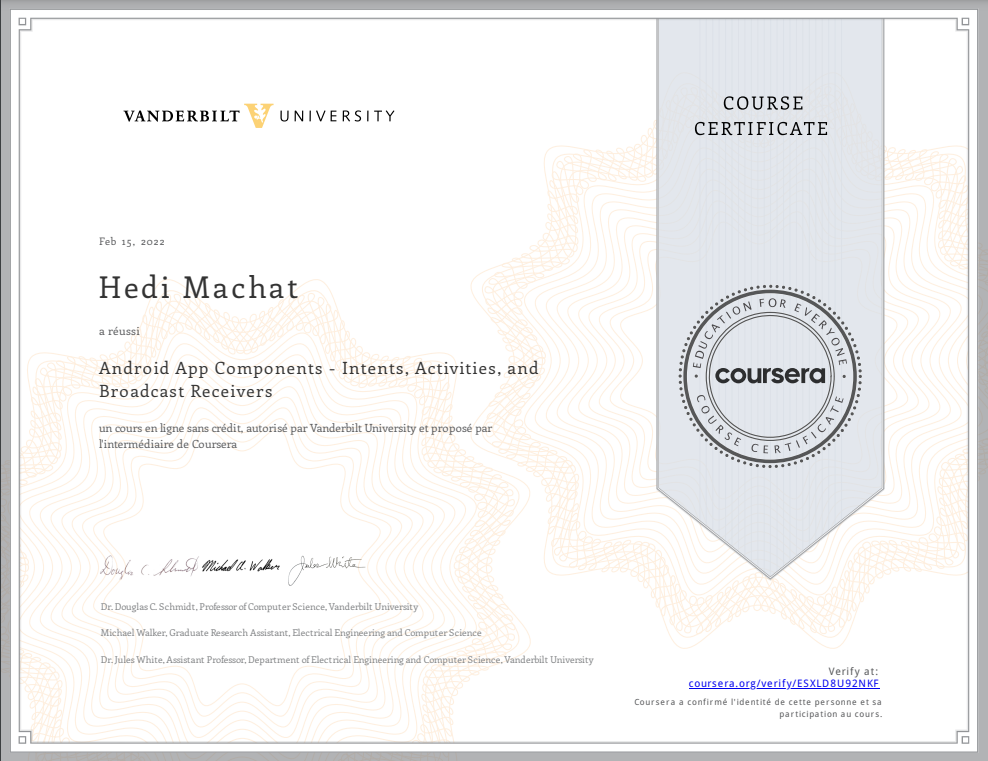 VANDERBILT UNIVERSITY
COURSE
CERTIFICATE
Feb 15, 2022
Hedi Machat
a réussi
Android App Components - Intents, Activities, and
Broadcast Receivers
un cours en ligne sans crédit, autorisé par Vanderbilt University et proposé par
l'intermédiaire de Coursera
EDUCATION FOR EVERYONE
coursera
COURSE CERTIFICATE
Douglas C. Schmidt Michael A. Walker Jules White
Dr. Douglas C. Schmidt, Professor of Computer Science, Vanderbilt University
Michael Walker, Graduate Research Assistant, Electrical Engineering and Computer Science
Dr. Jules White, Assistant Professor, Department of Electrical Engineering and Computer Science, Vanderbilt University
Verify at:
coursera.org/verify/ESXLD8U92NKF
Coursera a confirmé l'identité de cette personne et sa
participation au cours.